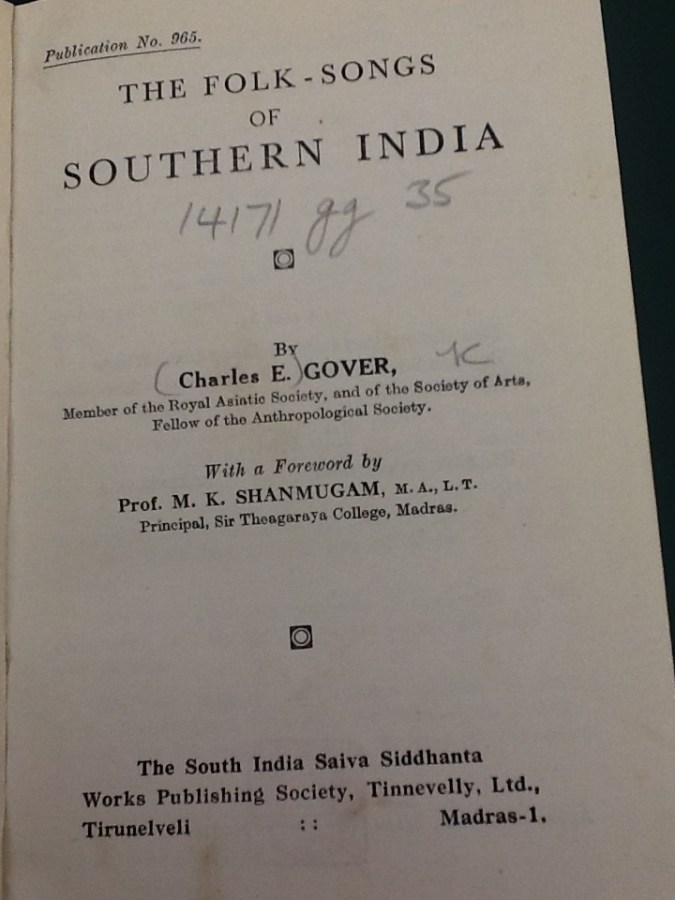 Publication No. 965.
THE FOLK-SONGS
OF
SOUTHERN INDIA
14171 gg 35
By
(Charles E.) GOVER,
Member of the Royal Asiatic Society, and of the Society of Arts,
Fellow of the Anthropological Society.
With a Foreword by
Prof. M. K. SHANMUGAM, M. A., L. T.
Principal, Sir Theagaraya College, Madras.
The South India Saiva Siddhanta
Works Publishing Society, Tinnevelly, Ltd.,
Tirunelveli :: Madras-1.